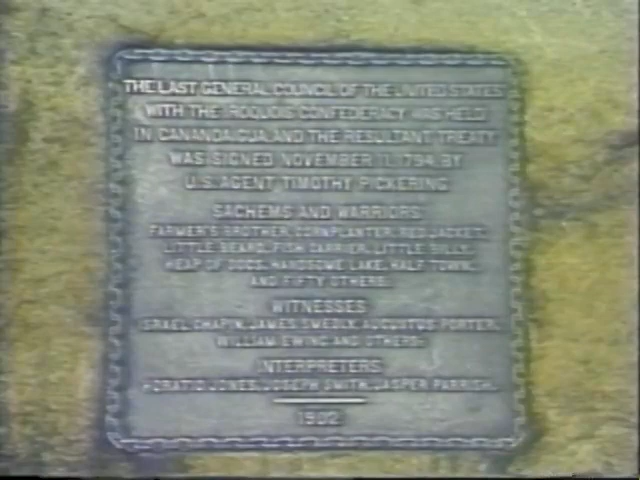 THE LAST GENERAL COUNCIL OF THE UNITED STATES
WITH THE IROQUOIS CONFEDERACY WAS HELD
IN CANANDAIGUA, AND THE RESULTANT TREATY
WAS SIGNED NOVEMBER 11, 1794, BY
U.S. AGENT TIMOTHY PICKERING
SACHEMS AND WARRIORS
FARMER'S BROTHER, CORNPLANTER, RED JACKET,
LITTLE BEARD, FISH CARRIER, LITTLE BILLY,
HEAP OF DOGS, HANDSOME LAKE, HALF TOWN,
AND FIFTY OTHERS.
WITNESSES
ISRAEL CHAPIN, JAMES SMEDLY, AUGUSTUS PORTER,
WILLIAM EWING AND OTHERS.
INTERPRETERS
HORATIO JONES, JOSEPH SMITH, JASPER PARRISH.
1902